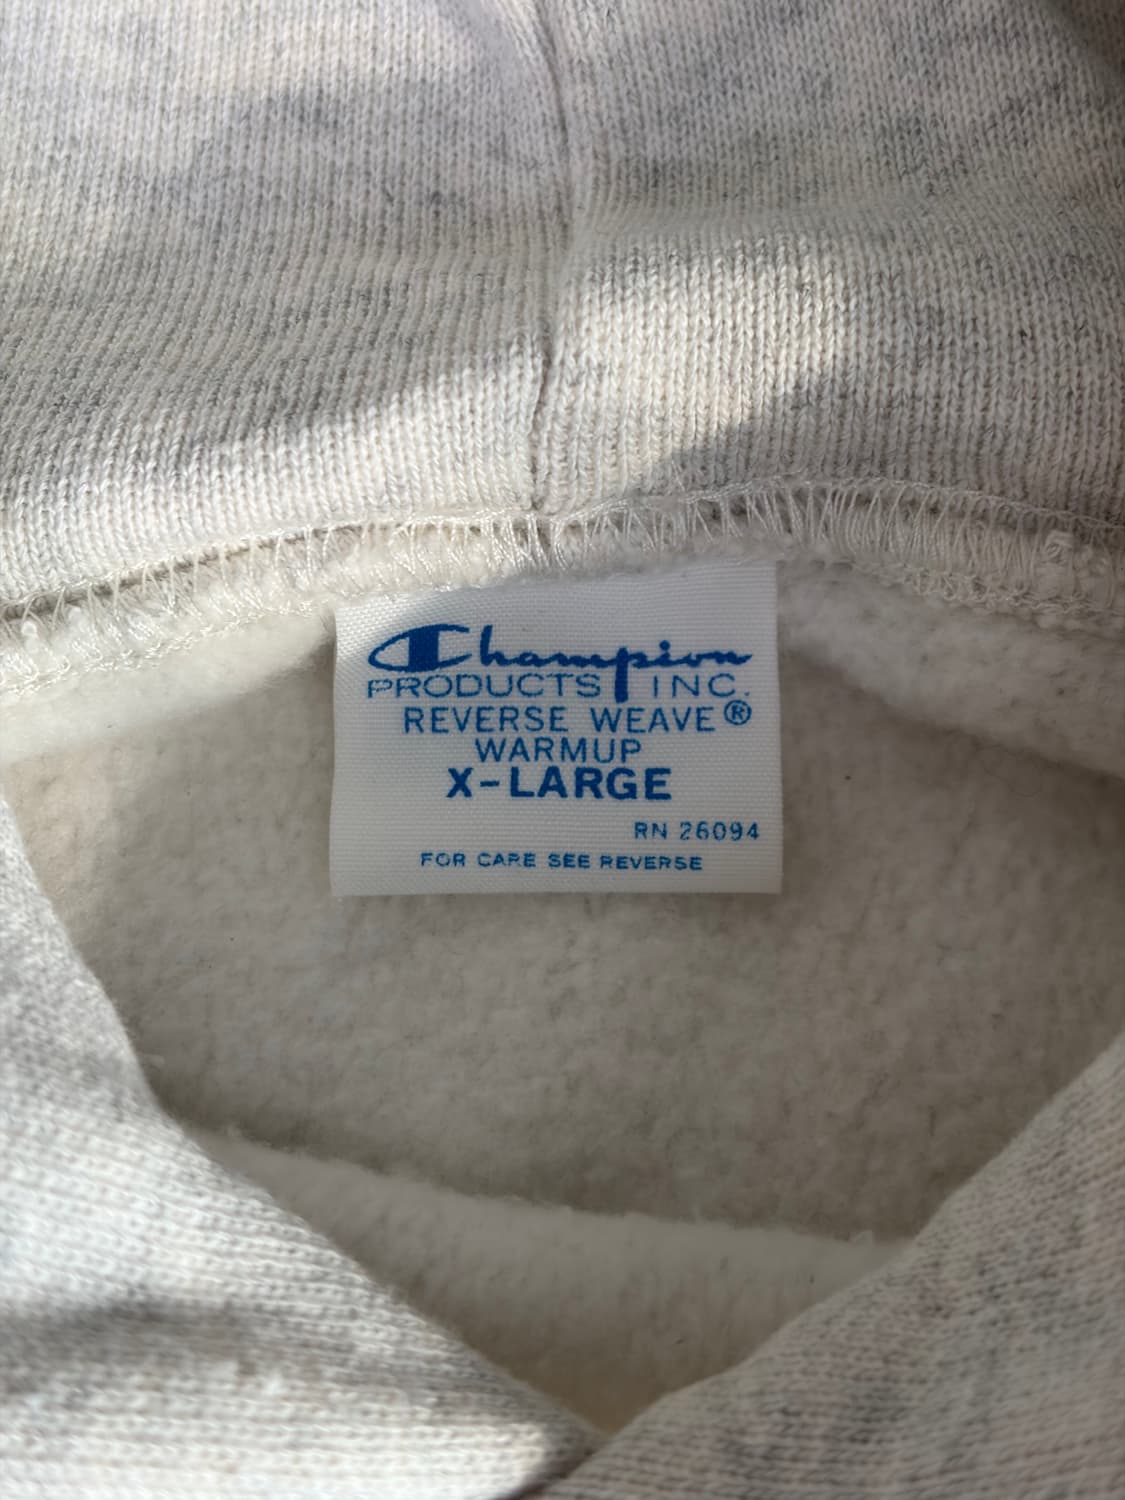 Champion
PRODUCTS INC.
REVERSE WEAVE®
WARMUP
X-LARGE
RN 26094
FOR CARE SEE REVERSE